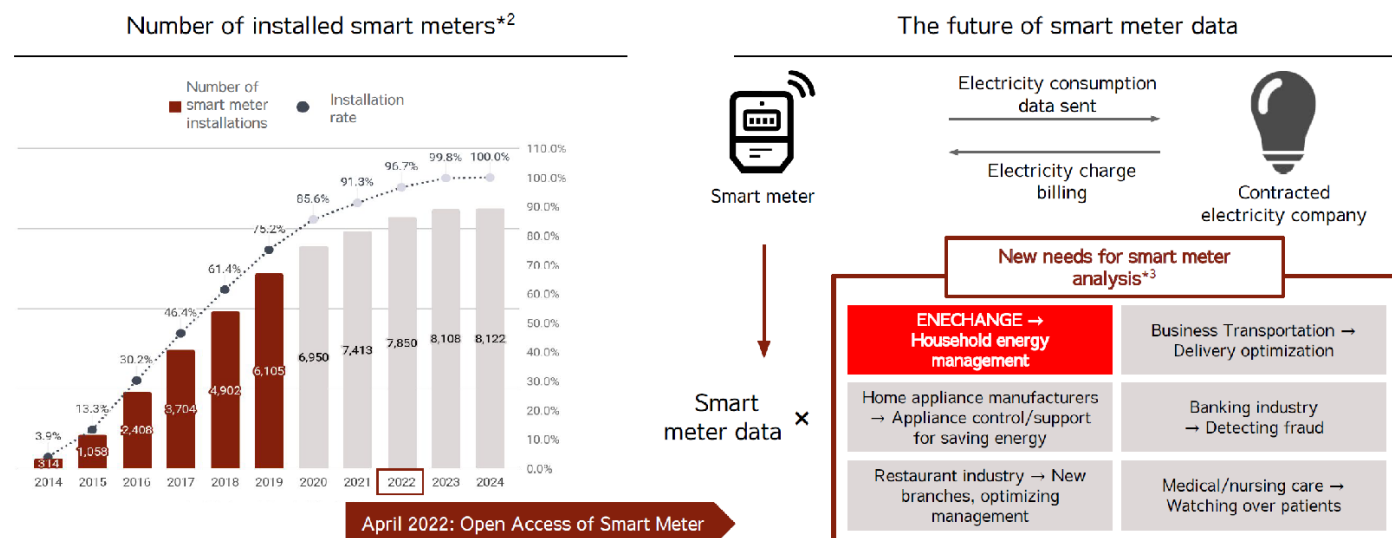 Number of installed smart meters*2
Number of
smart meter
installations
Installation
rate
110.0%
100.0%
90.0%
80.0%
70.0%
60.0%
50.0%
40.0%
30.0%
20.0%
10.0%
0.0%
3.9%
13.3%
30.2%
46.4%
61.4%
75.2%
85.6%
91.3%
96.7%
99.8%
100.0%
314
1,058
2,408
3,704
4,902
6,105
6,950
7,413
7,850
8,108
8,122
2014
2015
2016
2017
2018
2019
2020
2021
2022
2023
2024
April 2022: Open Access of Smart Meter
The future of smart meter data
Smart meter
Electricity consumption
data sent
Electricity charge
billing
Contracted
electricity company
Smart
meter data
×
New needs for smart meter
analysis*3
ENECHANGE →
Household energy
management
Business Transportation →
Delivery optimization
Home appliance manufacturers
→ Appliance control/support
for saving energy
Banking industry
→ Detecting fraud
Restaurant industry → New
branches, optimizing
management
Medical/nursing care →
Watching over patients